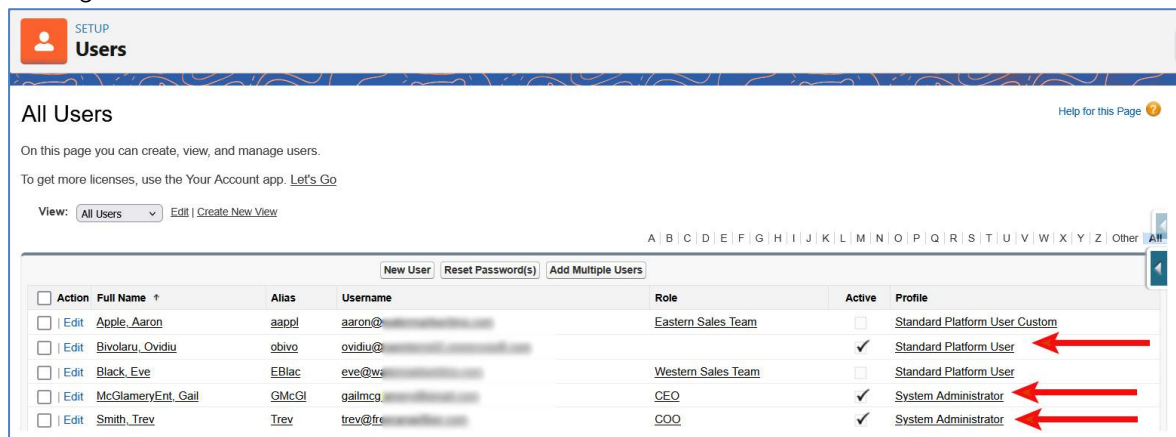 SETUP
Users
All Users
Help for this Page
On this page you can create, view, and manage users.
To get more licenses, use the Your Account app. Let's Go
View: All Users Edit | Create New View
A | B | C | D | E | F | G | H | I | J | K | L | M | N | O | P | Q | R | S | T | U | V | W | X | Y | Z | Other | All
New User Reset Password(s) Add Multiple Users
Action Full Name ↑ Alias Username Role Active Profile
| Edit Apple, Aaron aappl aaron@ Eastern Sales Team Standard Platform User Custom
| Edit Bivolaru, Ovidiu obivo ovidiu@ ✓ Standard Platform User
| Edit Black, Eve EBlac eve@wa Western Sales Team Standard Platform User
| Edit McGlameryEnt, Gail GMcGl gailmcg CEO ✓ System Administrator
| Edit Smith, Trev Trev trev@fre COO ✓ System Administrator